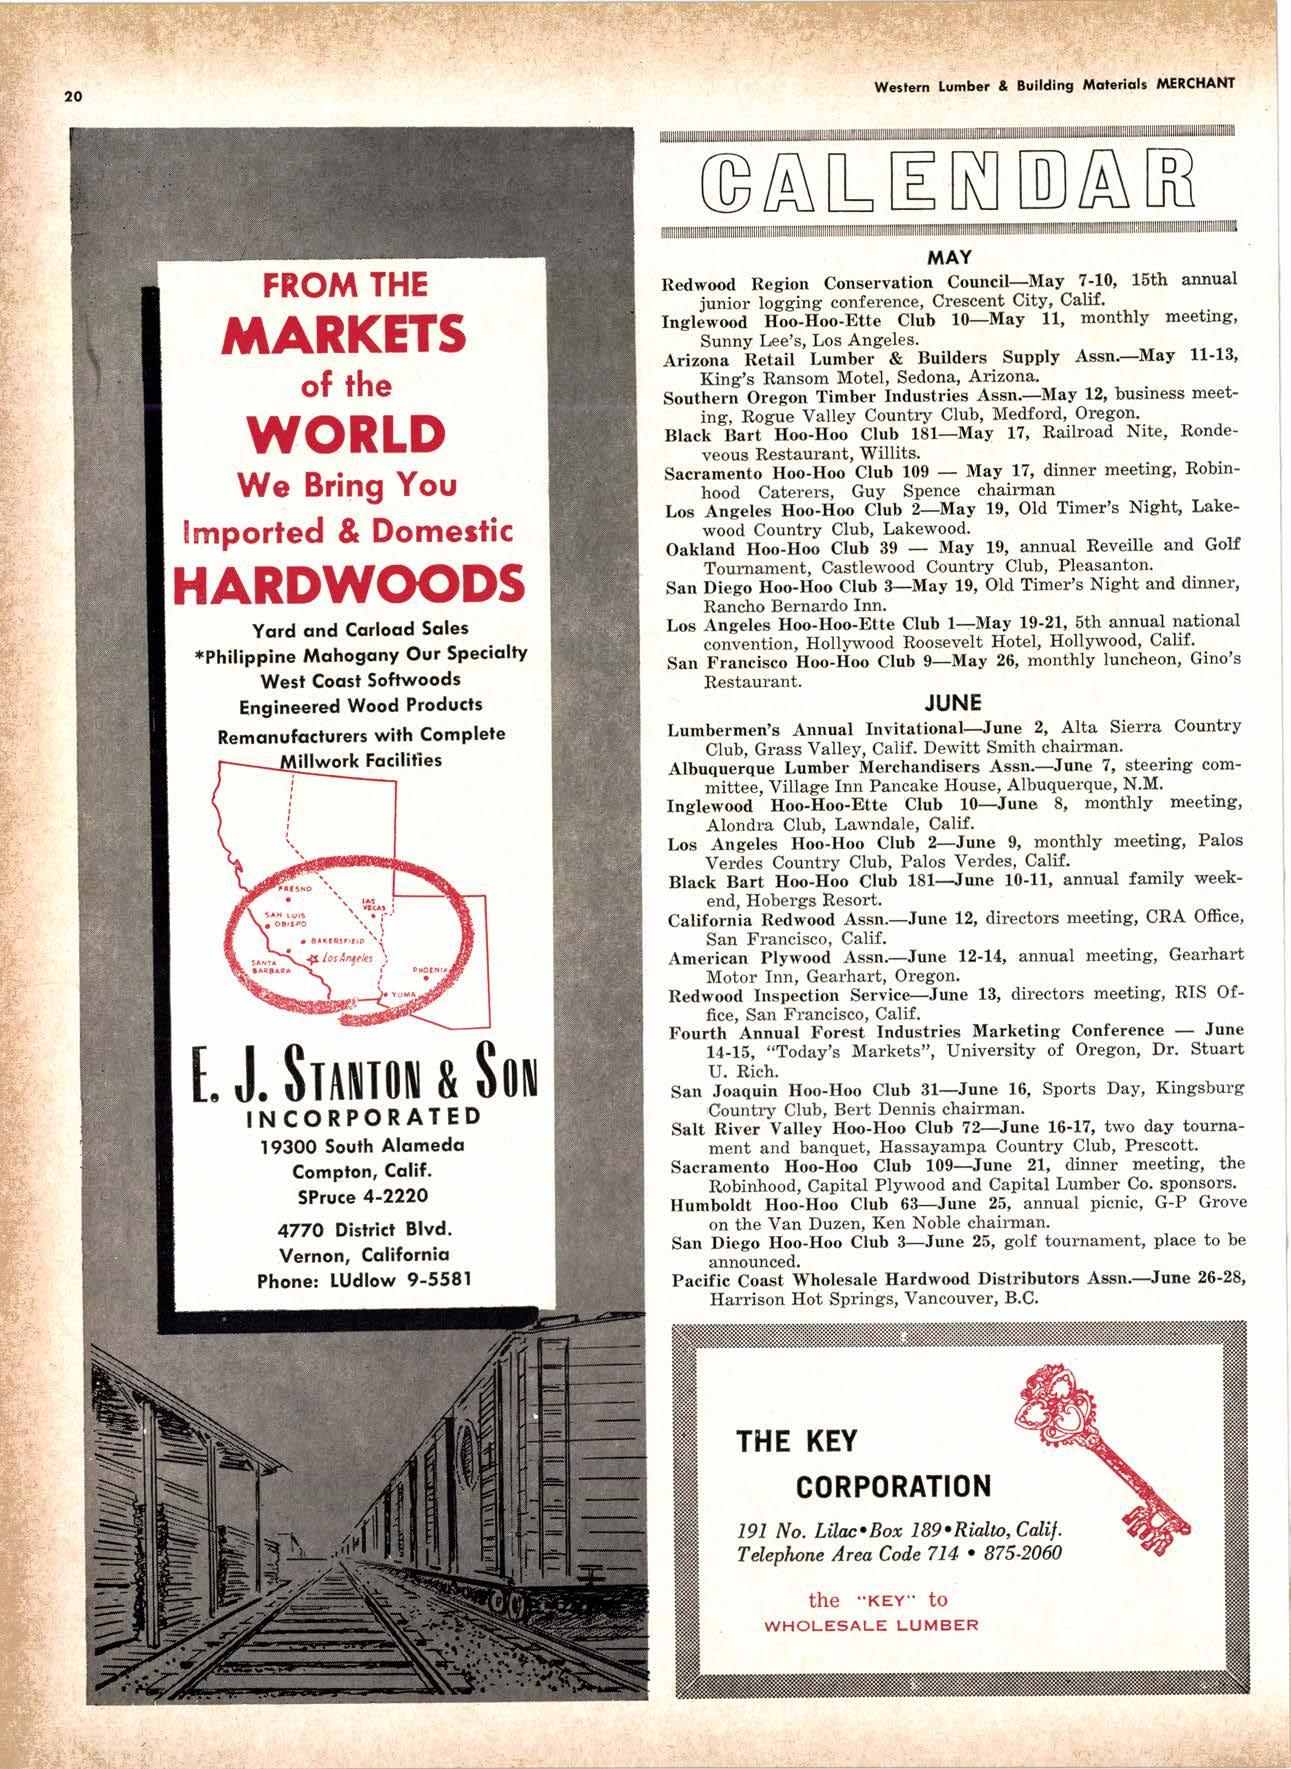 20
Western Lumber & Building Materials MERCHANT
FROM THE
MARKETS
of the
WORLD
We Bring You
Imported & Domestic
HARDWOODS
Yard and Carload Sales
*Philippine Mahogany Our Specialty
West Coast Softwoods
Engineered Wood Products
Remanufacturers with Complete
Millwork Facilities
FRESNO
LAS
VEGAS
SAN LUIS
OBISPO
BAKERSFIELD
Los Angeles
SANTA
BARBARA
PHOENIX
YUMA
E. J. STANTON & SON
INCORPORATED
19300 South Alameda
Compton, Calif.
SPruce 4-2220
4770 District Blvd.
Vernon, California
Phone: LUdlow 9-5581
CALENDAR
MAY
Redwood Region Conservation Council—May 7-10, 15th annual
junior logging conference, Crescent City, Calif.
Inglewood Hoo-Hoo-Ette Club 10—May 11, monthly meeting,
Sunny Lee's, Los Angeles.
Arizona Retail Lumber & Builders Supply Assn.—May 11-13,
King's Ransom Motel, Sedona, Arizona.
Southern Oregon Timber Industries Assn.—May 12, business meet-
ing, Rogue Valley Country Club, Medford, Oregon.
Black Bart Hoo-Hoo Club 181—May 17, Railroad Nite, Ronde-
veous Restaurant, Willits.
Sacramento Hoo-Hoo Club 109 — May 17, dinner meeting, Robin-
hood Caterers, Guy Spence chairman
Los Angeles Hoo-Hoo Club 2—May 19, Old Timer's Night, Lake-
wood Country Club, Lakewood.
Oakland Hoo-Hoo Club 39 — May 19, annual Reveille and Golf
Tournament, Castlewood Country Club, Pleasanton.
San Diego Hoo-Hoo Club 3—May 19, Old Timer's Night and dinner,
Rancho Bernardo Inn.
Los Angeles Hoo-Hoo-Ette Club 1—May 19-21, 5th annual national
convention, Hollywood Roosevelt Hotel, Hollywood, Calif.
San Francisco Hoo-Hoo Club 9—May 26, monthly luncheon, Gino's
Restaurant.
JUNE
Lumbermen's Annual Invitational—June 2, Alta Sierra Country
Club, Grass Valley, Calif. Dewitt Smith chairman.
Albuquerque Lumber Merchandisers Assn.—June 7, steering com-
mittee, Village Inn Pancake House, Albuquerque, N.M.
Inglewood Hoo-Hoo-Ette Club 10—June 8, monthly meeting,
Alondra Club, Lawndale, Calif.
Los Angeles Hoo-Hoo Club 2—June 9, monthly meeting, Palos
Verdes Country Club, Palos Verdes, Calif.
Black Bart Hoo-Hoo Club 181—June 10-11, annual family week-
end, Hobergs Resort.
California Redwood Assn.—June 12, directors meeting, CRA Office,
San Francisco, Calif.
American Plywood Assn.—June 12-14, annual meeting, Gearhart
Motor Inn, Gearhart, Oregon.
Redwood Inspection Service—June 13, directors meeting, RIS Of-
fice, San Francisco, Calif.
Fourth Annual Forest Industries Marketing Conference — June
14-15, "Today's Markets", University of Oregon, Dr. Stuart
U. Rich.
San Joaquin Hoo-Hoo Club 31—June 16, Sports Day, Kingsburg
Country Club, Bert Dennis chairman.
Salt River Valley Hoo-Hoo Club 72—June 16-17, two day tourna-
ment and banquet, Hassayampa Country Club, Prescott.
Sacramento Hoo-Hoo Club 109—June 21, dinner meeting, the
Robinhood, Capital Plywood and Capital Lumber Co. sponsors.
Humboldt Hoo-Hoo Club 63—June 25, annual picnic, G-P Grove
on the Van Duzen, Ken Noble chairman.
San Diego Hoo-Hoo Club 3—June 25, golf tournament, place to be
announced.
Pacific Coast Wholesale Hardwood Distributors Assn.—June 26-28,
Harrison Hot Springs, Vancouver, B.C.
THE KEY
CORPORATION
191 No. Lilac•Box 189•Rialto, Calif.
Telephone Area Code 714 • 875-2060
the "KEY" to
WHOLESALE LUMBER